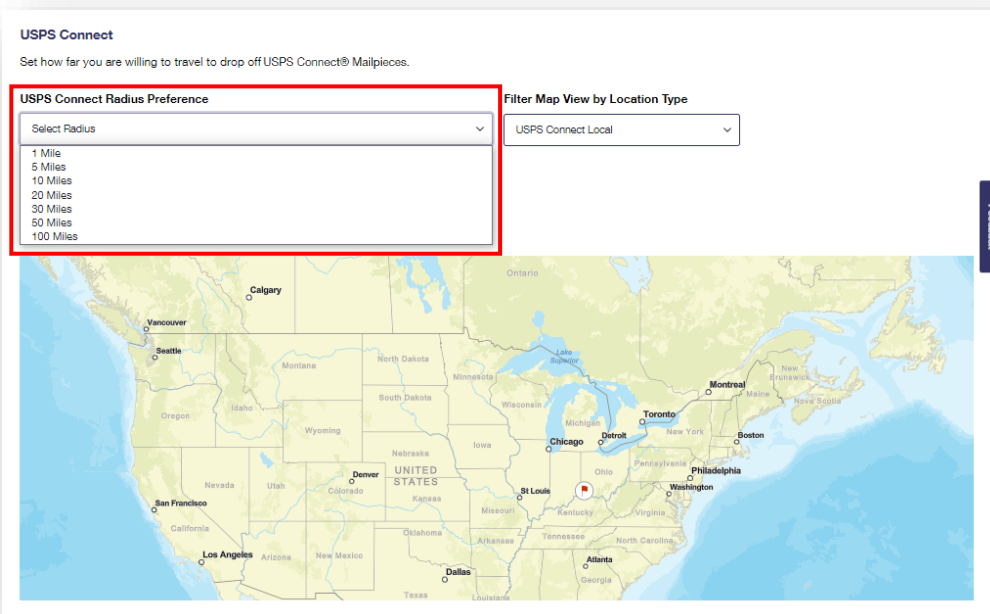 USPS Connect
Set how far you are willing to travel to drop off USPS Connect® Mailpieces.
USPS Connect Radius Preference
Select Radius
1 Mile
5 Miles
10 Miles
20 Miles
30 Miles
50 Miles
100 Miles
Filter Map View by Location Type
USPS Connect Local
Ontario
Calgary
Vancouver
Seattle
Lake
Superior
North Dakota
Montana
Minnesota
New
Brunswick
Montreal
Maine
South Dakota
Nova Scotia
Wisconsin
Idaho
Oregon
Toronto
Michigan
Wyoming
New York
Detroit
Boston
Chicago
Iowa
Nebraska
Pennsylvania
Philadelphia
UNITED
STATES
Ohio
Denver
Nevada
Utah
Colorado
Washington
St Louis
Kansas
San Francisco
Missouri
Kentucky
Virginia
California
Oklahoma
Tennessee
North Carolina
Arkansas
Los Angeles
Arizona
New Mexico
Atlanta
Dallas
Georgia
Texas
Louisiana